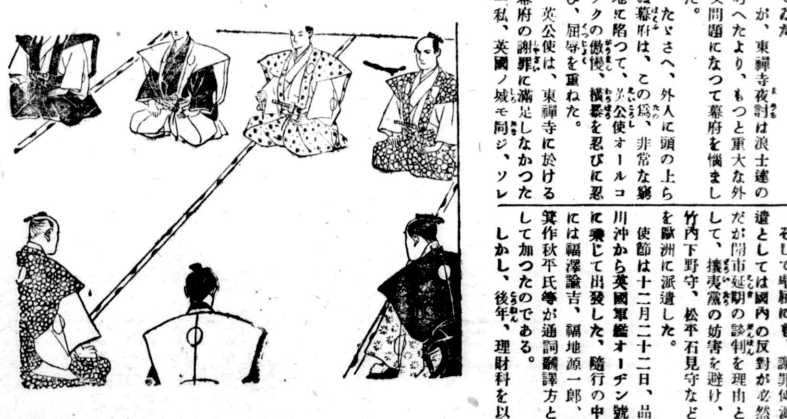 が、東禪寺夜討は浪士達の
へたより、もつと重大な外
問題になつて幕府を惱まし
た。
たゞさへ、外人に頭の上ら
幕府は、この爲、非常な窮
地に陷つて、英公使オールコ
ツクの傲慢、橫暴を忍びに忍
び、屈辱を重ねた。
英公使は、東禪寺に於ける
幕府の謝罪に滿足しなかつた
私、英國ノ城モ同ジ、ソレ
遣としては國內の反對が必然
だが開市延期の談判を理由と
して、攘夷黨の妨害を避け、
竹內下野守、松平石見守など
を歐洲に派遣した。
使節は十二月二十二日、品
川沖から英國軍鑑オーヂン號
に乘じて出發した、隨行の中
には福澤諭吉、福地源一郎、
箕作秋平氏等が通詞飜譯方と
して加つたのである。
しかし、後年、理財科を以